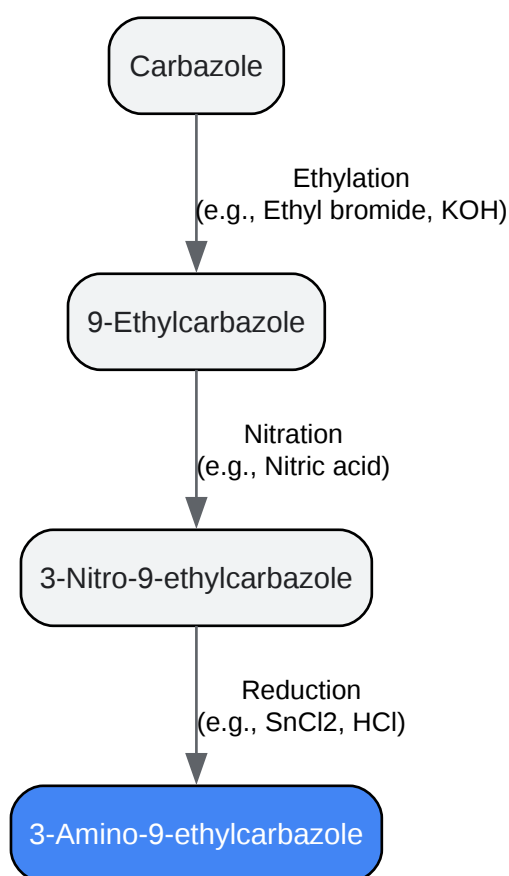 Carbazole
Ethylation
(e.g., Ethyl bromide, KOH)
9-Ethylcarbazole
Nitration
(e.g., Nitric acid)
3-Nitro-9-ethylcarbazole
Reduction
(e.g., SnCl2, HCl)
3-Amino-9-ethylcarbazole